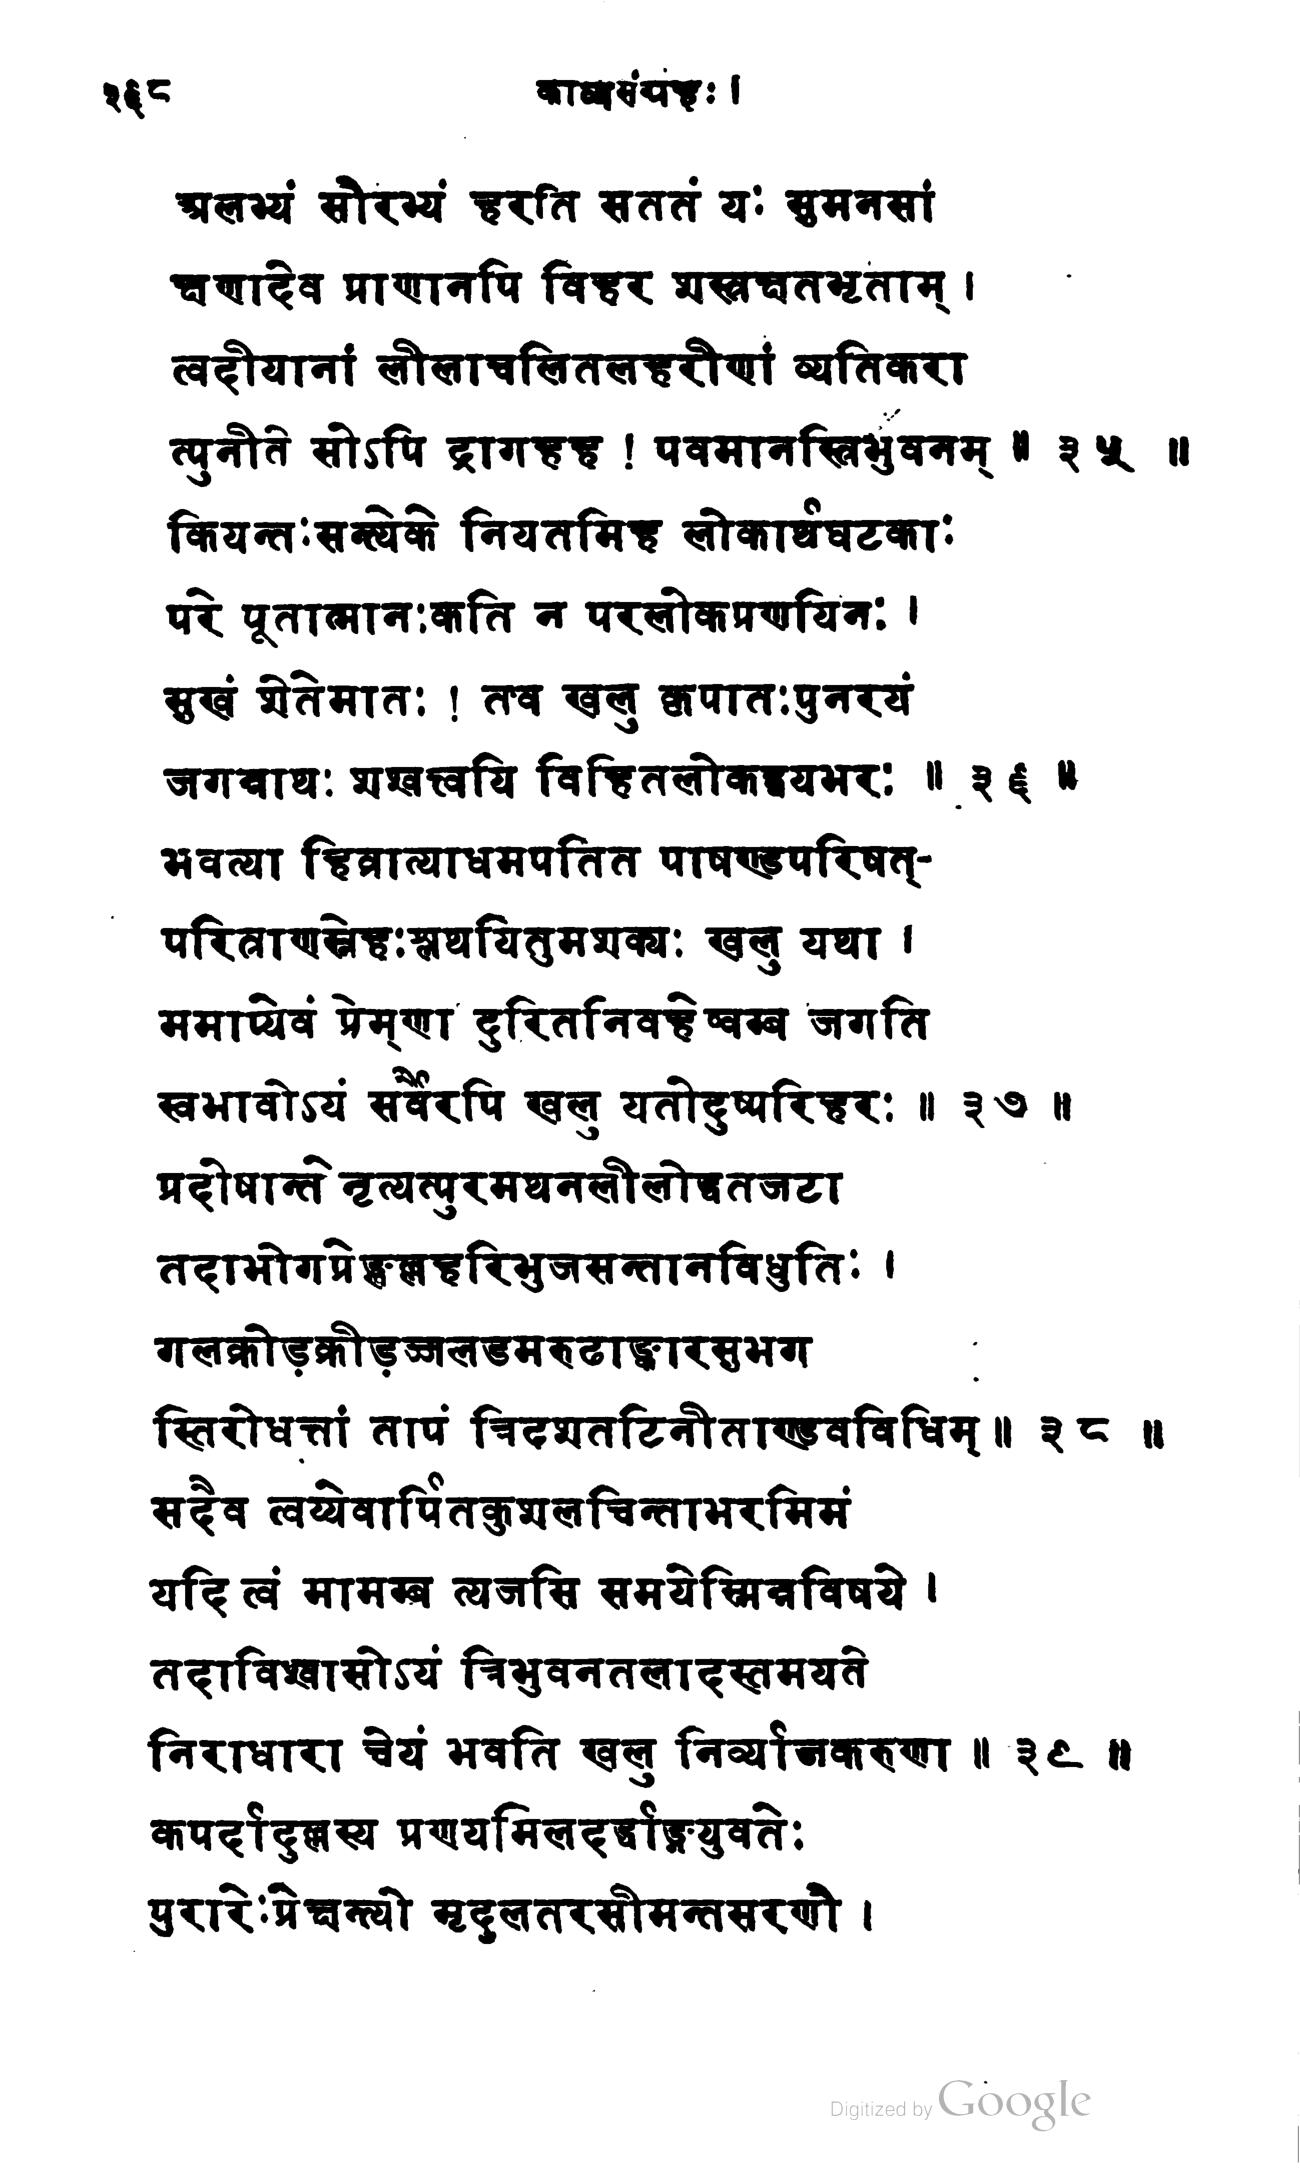 २६८ काव्यसंग्रहः ।
अलभ्यं सौरभ्यं हरति सततं यः सुमनसां
क्षणादेव प्राणानपि विहर शस्त्रक्षतभृताम् ।
त्वदीयानां लीलाचलितलहरीणां व्यतिकरा
त्पुनीते सोऽपि द्रागहह ! पवमानस्त्रिभुवनम् ॥ ३५ ॥
कियन्तःसन्त्येके नियतमिह लोकार्थघटकाः
परे पूतात्मानःकति न परलोकप्रणयिनः ।
सुखं शेतेमातः ! तव खलु कृपातःपुनरयं
जगन्नाथः शश्वत्त्वयि विहितलोकद्वयभरः ॥ ३६ ॥
भवत्या हिव्रात्याधमपतित पाषण्डपरिषत्-
परित्राणस्नेहःश्लथयितुमशक्यः खलु यथा ।
ममाप्येवं प्रेम्णा दुरितनिवहेष्वम्ब जगति
स्वभावोऽयं सर्वैरपि खलु यतोदुष्परिहरः ॥ ३७ ॥
प्रदोषान्ते नृत्यत्पुरमथनलीलोद्धतजटा
तदाभोगप्रेङ्खल्लहरिभुजसन्तानविधुतिः ।
गलक्रोड़क्रीड़ज्जलडमरुढाङ्कारसुभग
स्तिरोधत्तां तापं त्रिदशतटिनीताण्डवविधिम् ॥ ३८ ॥
सदैव त्वय्येवार्पितकुशलचिन्ताभरमिमं
यदि त्वं मामम्ब त्यजसि समयेस्मिन्नविषये ।
तदाविश्वासोऽयं त्रिभुवनतलादस्तमयते
निराधारा चेयं भवति खलु निर्व्याजकरुणा ॥ ३९ ॥
कपर्दादुल्लस्य प्रणयमिलदर्द्धाङ्गयुवतेः
पुरारेःप्रेङ्खन्त्यो मृदुलतरसीमन्तसरणौ ।
Digitized by Google